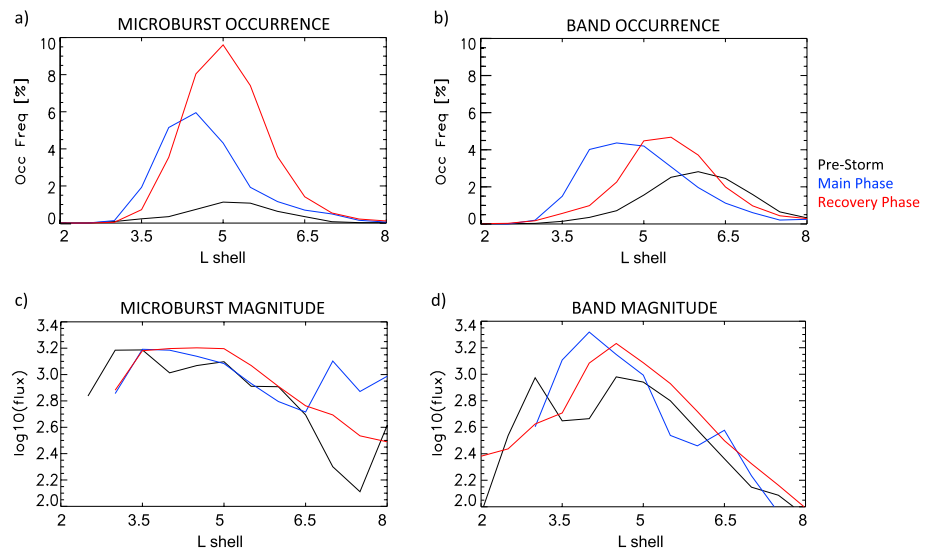 a)
MICROBURST OCCURRENCE
10
8
6
4
2
0
Occ Freq [%]
2 3.5 5 6.5 8
L shell
b)
BAND OCCURRENCE
10
8
6
4
2
0
Occ Freq [%]
2 3.5 5 6.5 8
L shell
Pre-Storm
Main Phase
Recovery Phase
c)
MICROBURST MAGNITUDE
3.4
3.2
3.0
2.8
2.6
2.4
2.2
2.0
log10(flux)
2 3.5 5 6.5 8
L shell
d)
BAND MAGNITUDE
3.4
3.2
3.0
2.8
2.6
2.4
2.2
2.0
log10(flux)
2 3.5 5 6.5 8
L shell